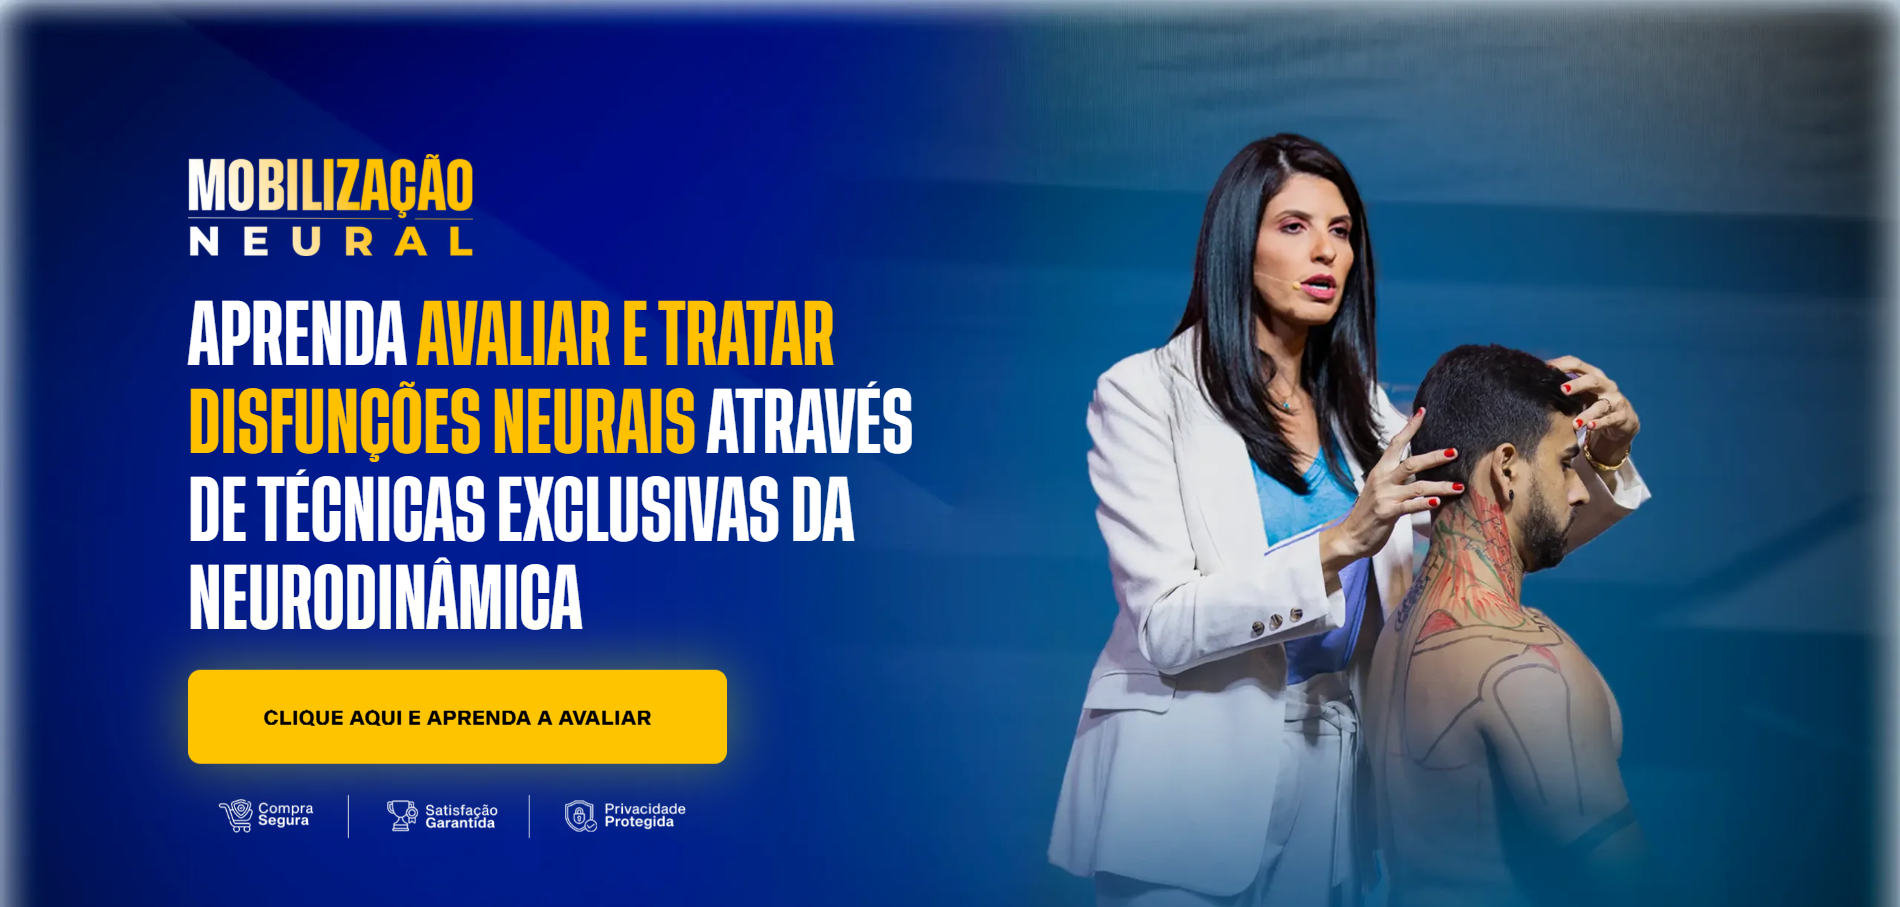 MOBILIZAÇÃO
NEURAL
APRENDA AVALIAR E TRATAR
DISFUNÇÕES NEURAIS ATRAVÉS
DE TÉCNICAS EXCLUSIVAS DA
NEURODINÂMICA
CLIQUE AQUI E APRENDA A AVALIAR
Compra
Segura
Satisfação
Garantida
Privacidade
Protegida